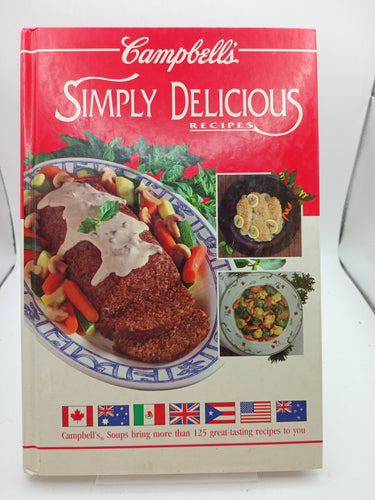 Campbell's®
SIMPLY DELICIOUS
RECIPES
Campbell's® Soups bring more than 125 great-tasting recipes to you